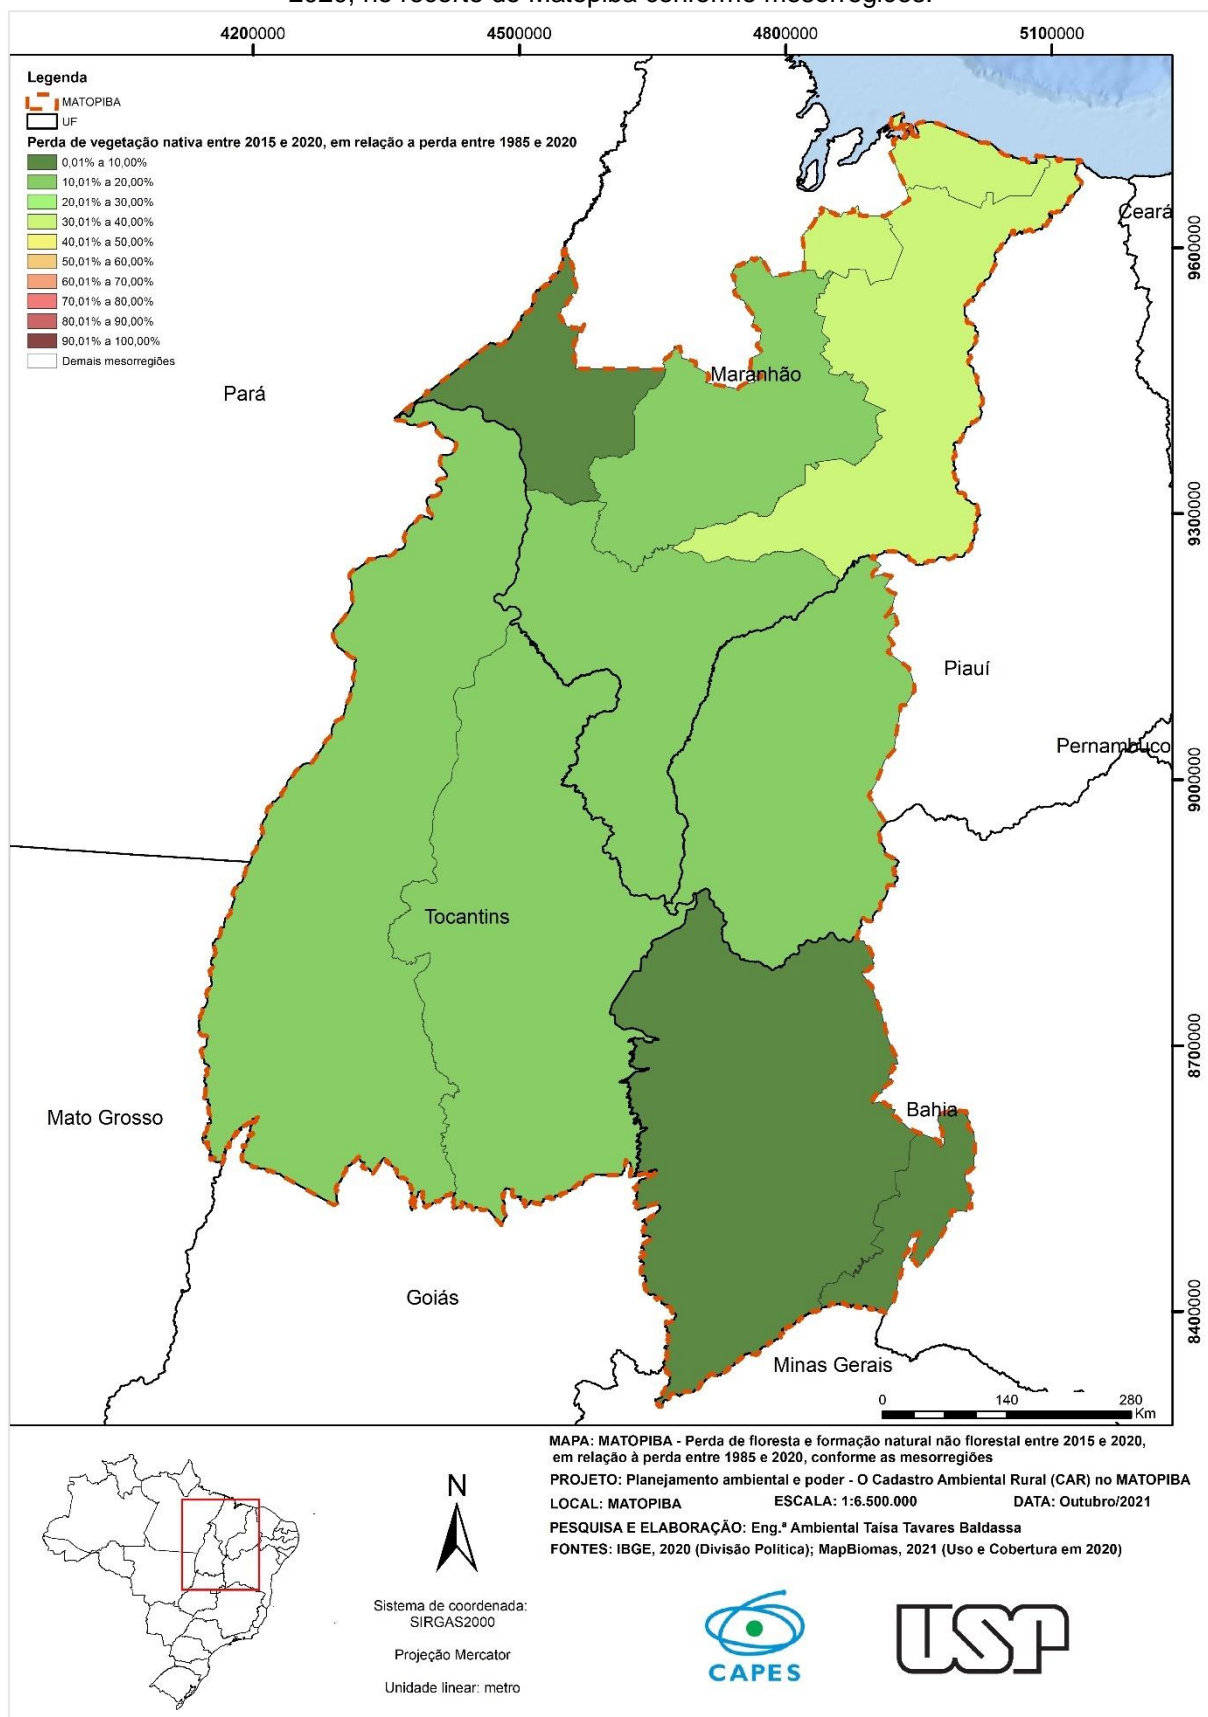 2020, no recorte do Matopiba conforme mesorregiões.
4200000 4500000 4800000 5100000
Legenda
MATOPIBA
UF
Perda de vegetação nativa entre 2015 e 2020, em relação a perda entre 1985 e 2020
0,01% a 10,00%
10,01% a 20,00%
20,01% a 30,00%
30,01% a 40,00%
40,01% a 50,00%
50,01% a 60,00%
60,01% a 70,00%
70,01% a 80,00%
80,01% a 90,00%
90,01% a 100,00%
Demais mesorregiões
Ceará
9600000
Maranhão
Pará
9300000
Piauí
Pernambuco
9000000
Tocantins
8700000
Bahia
Mato Grosso
Goiás
8400000
Minas Gerais
0 140 280
Km
MAPA: MATOPIBA - Perda de floresta e formação natural não florestal entre 2015 e 2020,
em relação à perda entre 1985 e 2020, conforme as mesorregiões
PROJETO: Planejamento ambiental e poder - O Cadastro Ambiental Rural (CAR) no MATOPIBA
LOCAL: MATOPIBA ESCALA: 1:6.500.000 DATA: Outubro/2021
PESQUISA E ELABORAÇÃO: Eng.ª Ambiental Taísa Tavares Baldassa
FONTES: IBGE, 2020 (Divisão Política); MapBiomas, 2021 (Uso e Cobertura em 2020)
N
Sistema de coordenada:
SIRGAS2000
Projeção Mercator
Unidade linear: metro
CAPES
USP